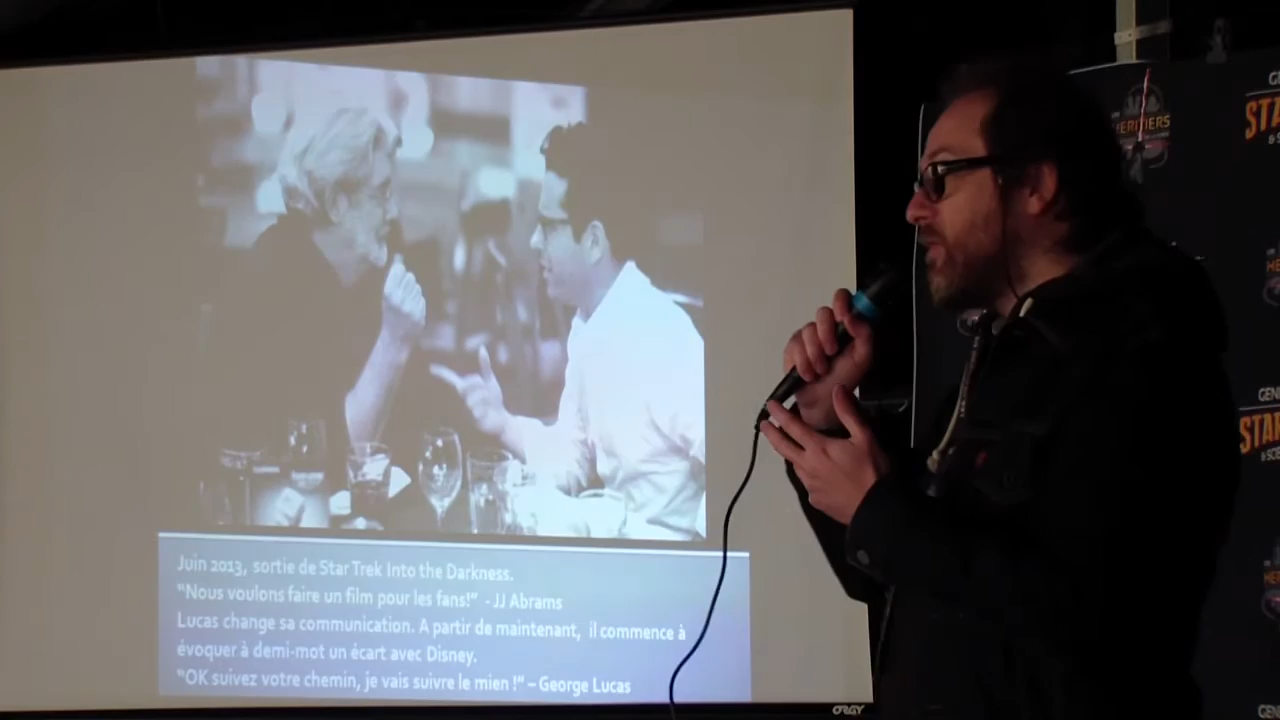 Juin 2013, sortie de Star Trek Into the Darkness.
"Nous voulons faire un film pour les fans!" - JJ Abrams
Lucas change sa communication. A partir de maintenant, il commence à
évoquer à demi-mot un écart avec Disney.
"OK suivez votre chemin, je vais suivre le mien !" – George Lucas
ORAY